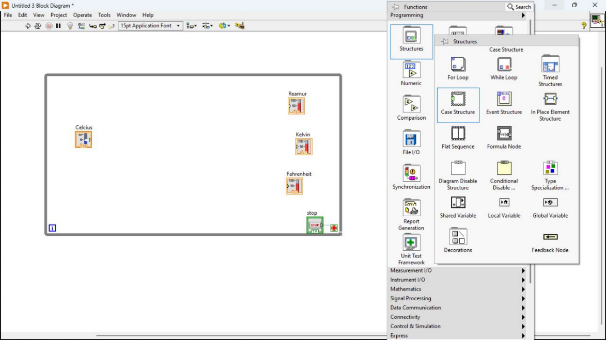 Untitled 3 Block Diagram *
File Edit View Project Operate Tools Window Help
15pt Application Font
Celcius
Reamur
Kelvin
Fahrenheit
stop
i
Functions
Search
Programming
Structures
Numeric
Comparison
File I/O
Synchronization
Report
Generation
Unit Test
Framework
Measurement I/O
Instrument I/O
Mathematics
Signal Processing
Data Communication
Connectivity
Control & Simulation
Express
Structures
Case Structure
For Loop
While Loop
Timed
Structures
Case Structure
Event Structure
In Place Element
Structure
Flat Sequence
Formula Node
Diagram Disable
Structure
Conditional
Disable ...
Type
Specialization ...
Shared Variable
Local Variable
Global Variable
Decorations
Feedback Node